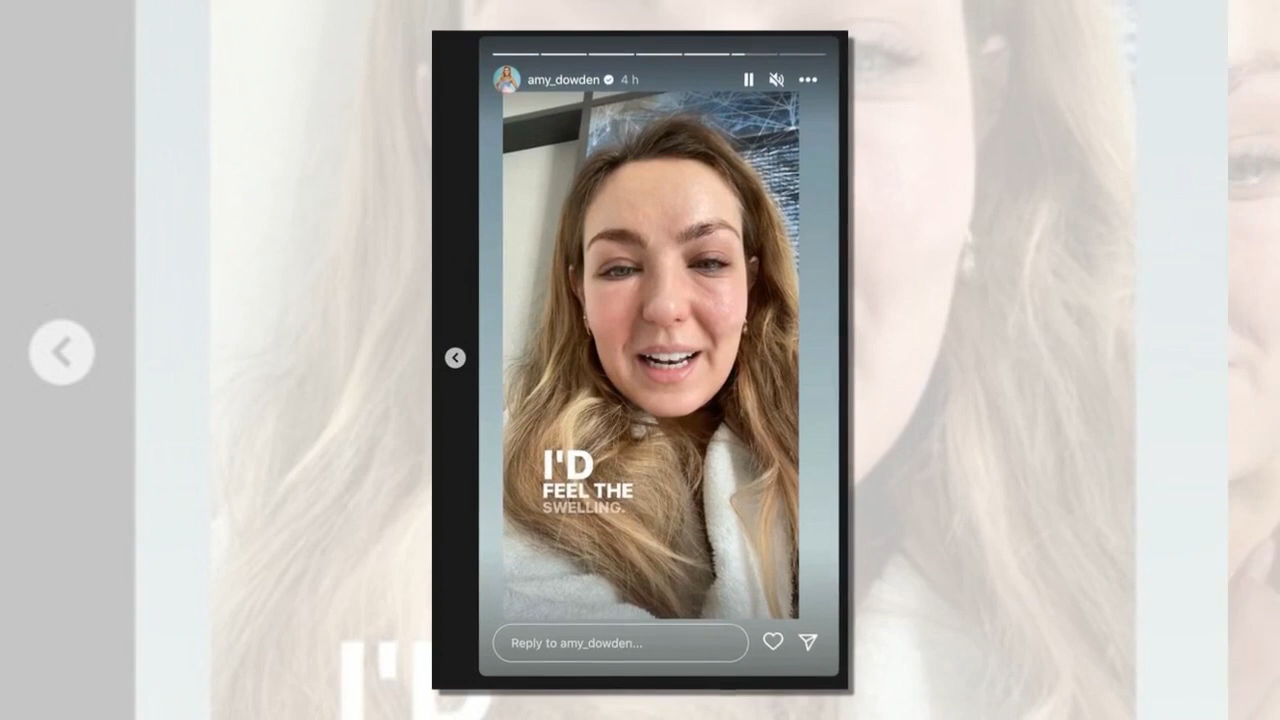 amy_dowden 4 h
I'D
FEEL THE
SWELLING.
Reply to amy_dowden...
I'D